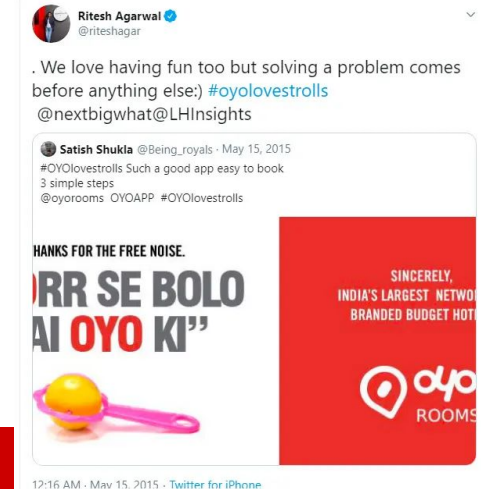 Ritesh Agarwal
@riteshagar
. We love having fun too but solving a problem comes
before anything else:) #oyolovestrolls
@nextbigwhat@LHInsights
Satish Shukla @Being_royals · May 15, 2015
#OYOlovestrolls Such a good app easy to book
3 simple steps
@oyorooms OYOAPP #OYOlovestrolls
HANKS FOR THE FREE NOISE.
RR SE BOLO
AI OYO KI”
SINCERELY,
INDIA'S LARGEST NETWO
BRANDED BUDGET HOT
oyo
ROOMS
12:16 AM · May 15, 2015 · Twitter for iPhone